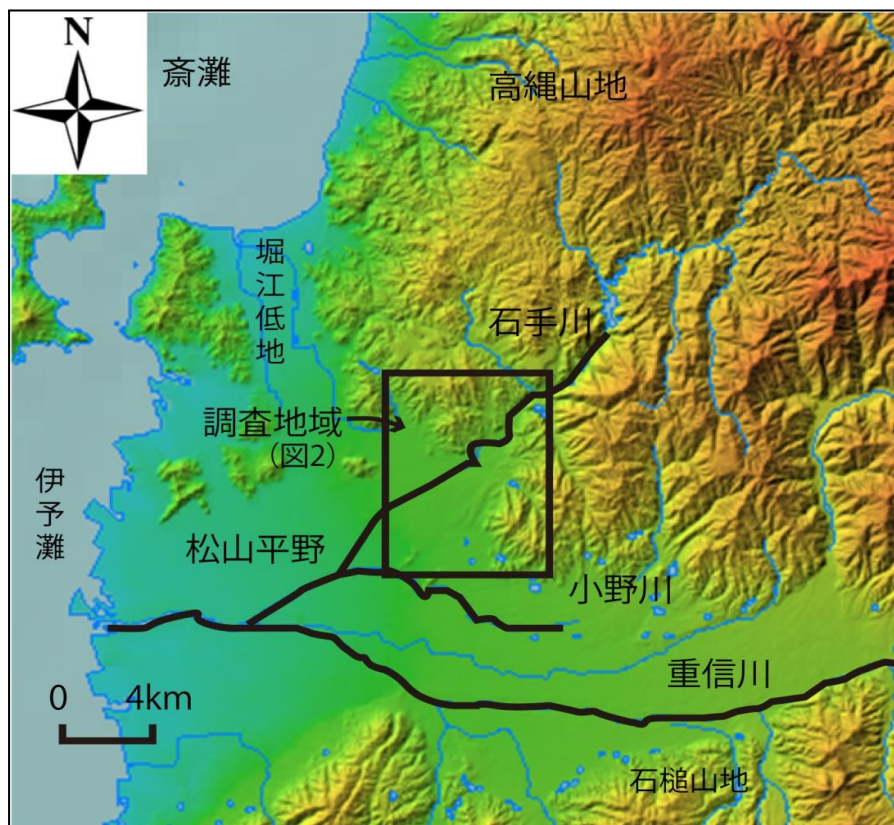 N
斎灘
高縄山地
堀江低地
石手川
調査地域
(図2)
伊予灘
松山平野
小野川
重信川
0 4km
石槌山地